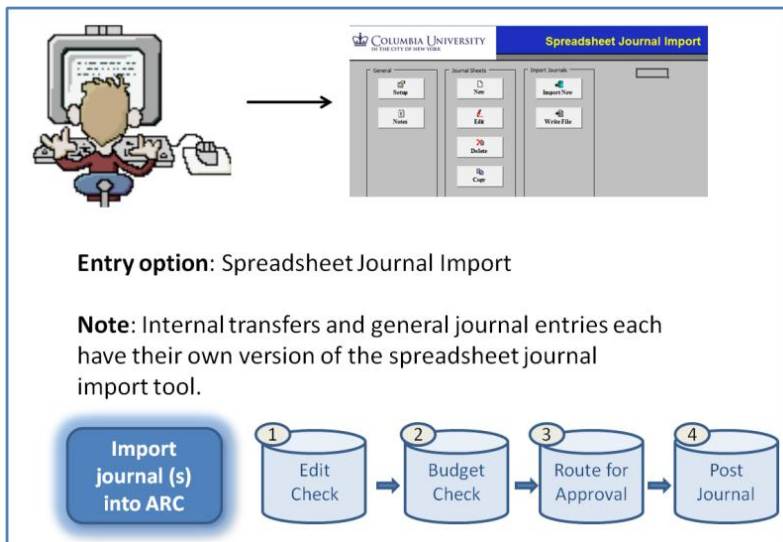 COLUMBIA UNIVERSITY
IN THE CITY OF NEW YORK
Spreadsheet Journal Import
General
Journal Sheets
Import Journals
Setup
New
Import Now
Notes
Edit
Write File
Delete
Copy
Entry option: Spreadsheet Journal Import
Note: Internal transfers and general journal entries each
have their own version of the spreadsheet journal
import tool.
Import
journal (s)
into ARC
1
Edit
Check
2
Budget
Check
3
Route for
Approval
4
Post
Journal